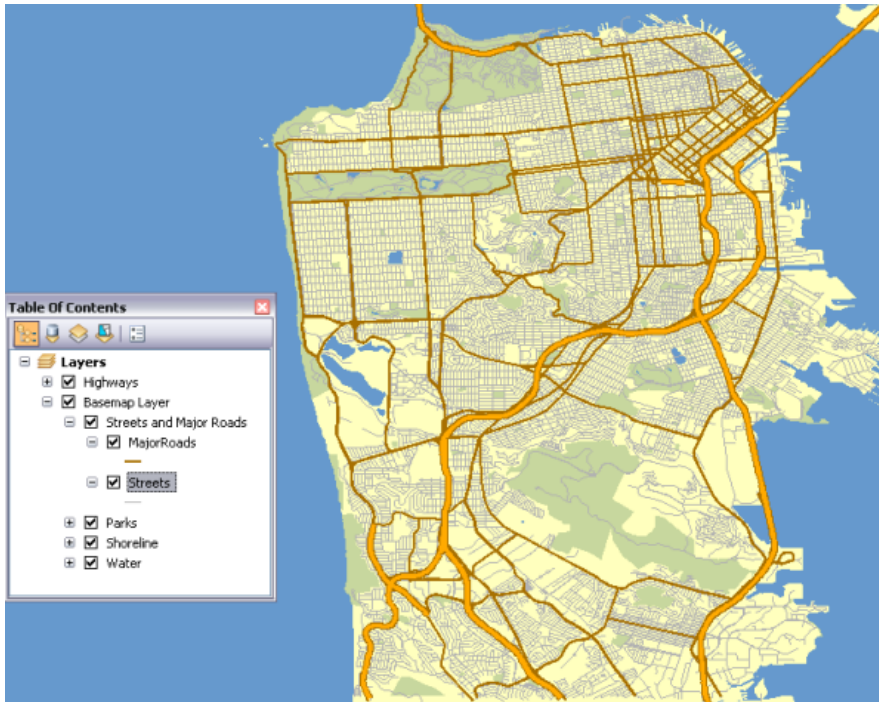 Table Of Contents
Layers
Highways
Basemap Layer
Streets and Major Roads
MajorRoads
Streets
Parks
Shoreline
Water